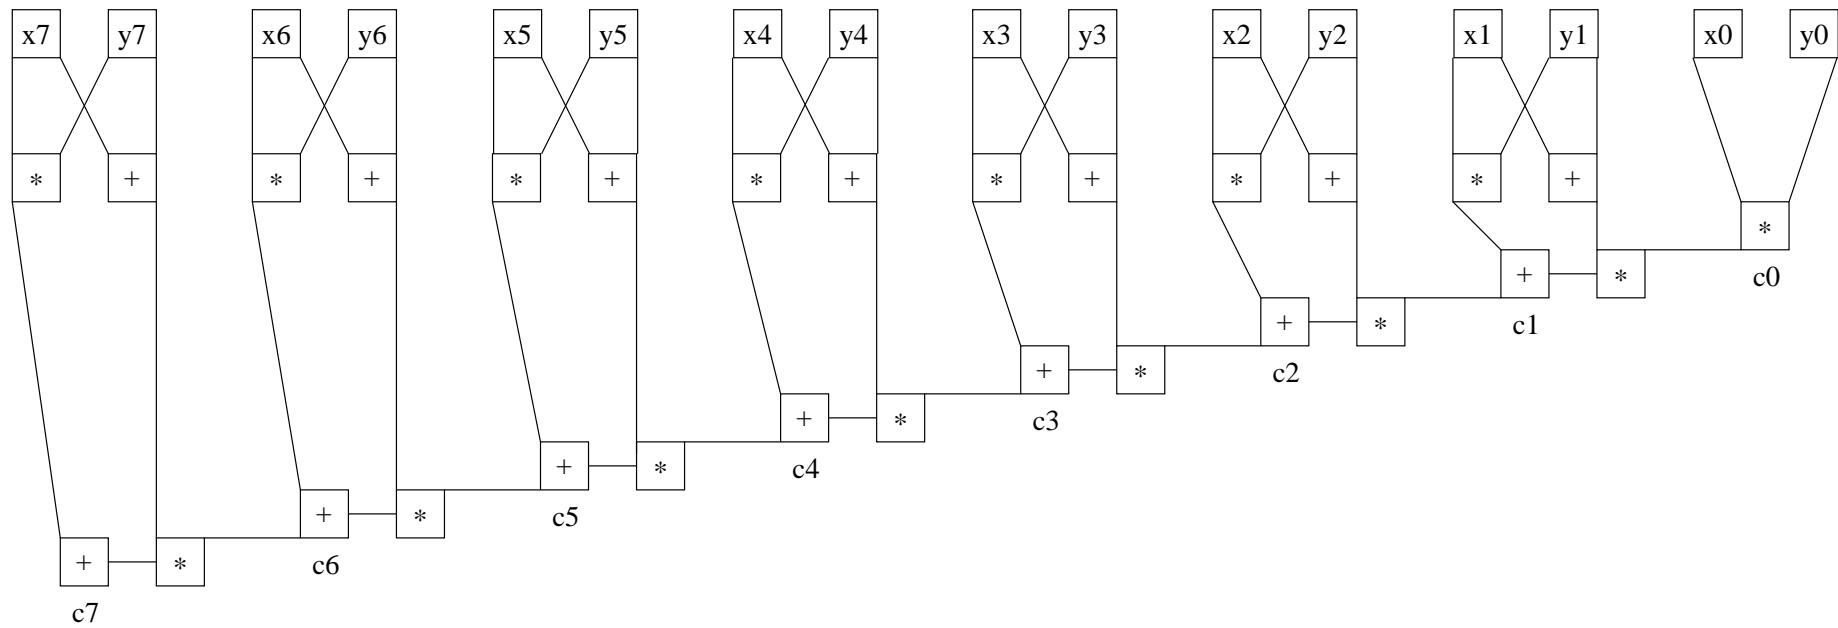 x7 y7 x6 y6 x5 y5 x4 y4 x3 y3 x2 y2 x1 y1 x0 y0
* + * + * + * + * + * + * +
*
+ * c0
+ * c1
+ * c2
+ * c3
+ * c4
+ * c5
+ * c6
c7